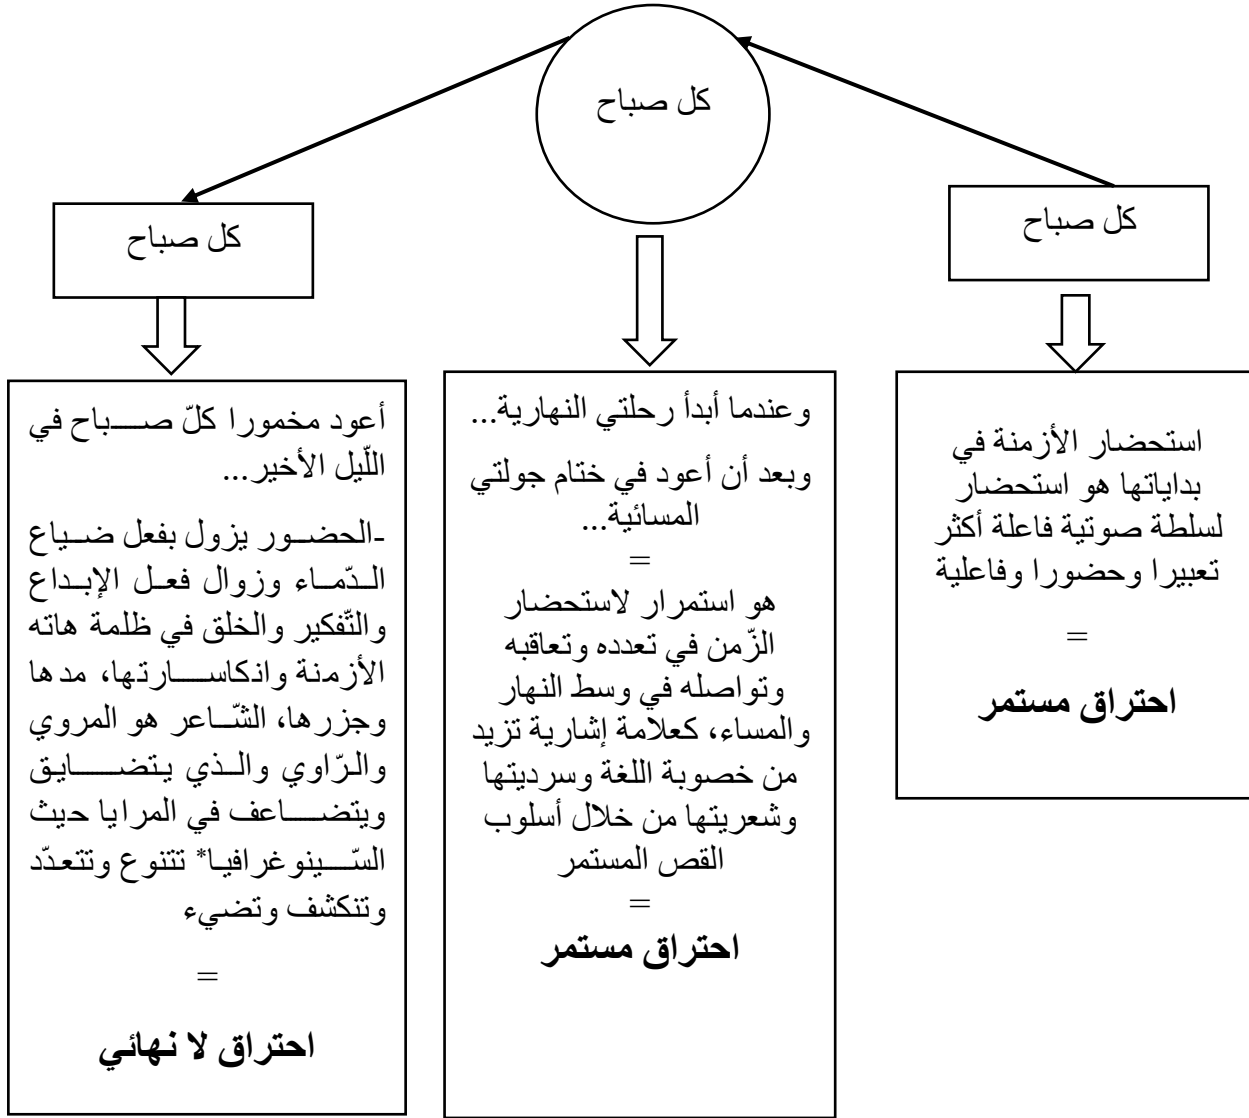 كل صباح
كل صباح
كل صباح
استحضار الأزمنة في
بداياتها هو استحضار
لسلطة صوتية فاعلة أكثر
تعبيرا وحضورا وفاعلية
=
احتراق مستمر
وعندما أبدأ رحلتي النهارية...
وبعد أن أعود في ختام جولتي
المسائية...
=
هو استمرار لاستحضار
الزّمن في تعدده وتعاقبه
وتواصله في وسط النهار
والمساء، كعلامة إشارية تزيد
من خصوبة اللغة وسرديتها
وشعريتها من خلال أسلوب
القص المستمر
=
احتراق مستمر
أعود مخمورا كلّ صباح في
اللّيل الأخير...
-الحضور يزول بفعل ضياع
الدّماء وزوال فعل الإبداع
والتّفكير والخلق في ظلمة هاته
الأزمنة وانكاسارتها، مدها
وجزرها، الشّاعر هو المروي
والرّاوي والذي يتضايق
ويتضاعف في المرايا حيث
السّينوغرافيا* تتنوع وتتعدّد
وتنكشف وتضيء
=
احتراق لا نهائي